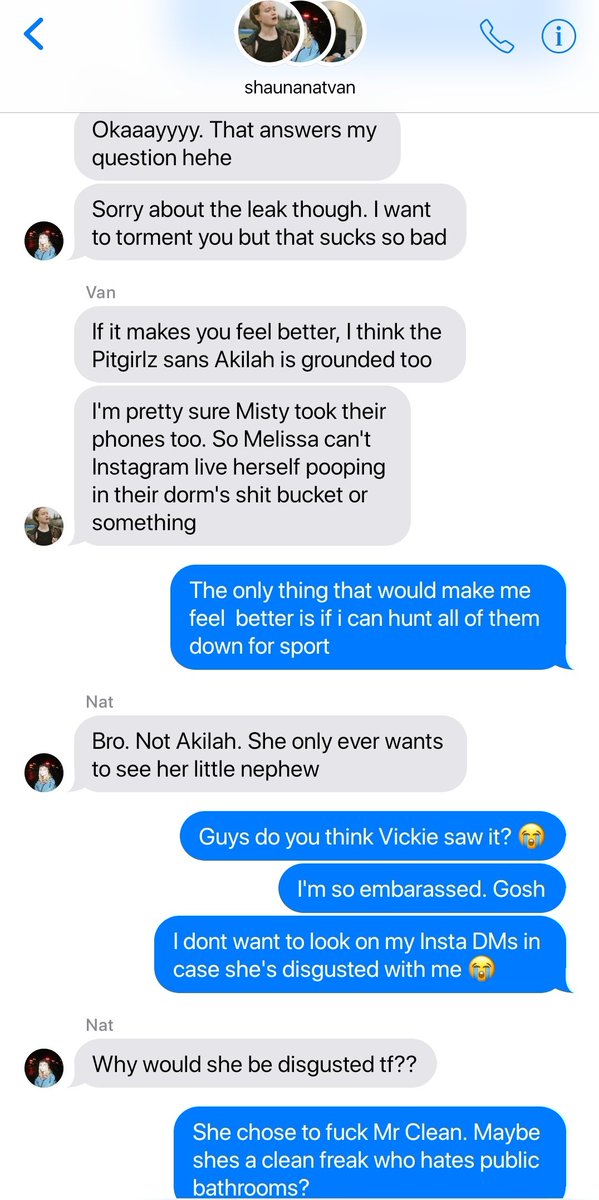 shaunanatvan
Okaaayyyy. That answers my
question hehe
Sorry about the leak though. I want
to torment you but that sucks so bad
Van
If it makes you feel better, I think the
Pitgirlz sans Akilah is grounded too
I'm pretty sure Misty took their
phones too. So Melissa can't
Instagram live herself pooping
in their dorm's shit bucket or
something
The only thing that would make me
feel  better is if i can hunt all of them
down for sport
Nat
Bro. Not Akilah. She only ever wants
to see her little nephew
Guys do you think Vickie saw it? 😭
I'm so embarassed. Gosh
I dont want to look on my Insta DMs in
case she's disgusted with me 😭
Nat
Why would she be disgusted tf??
She chose to fuck Mr Clean. Maybe
shes a clean freak who hates public
bathrooms?